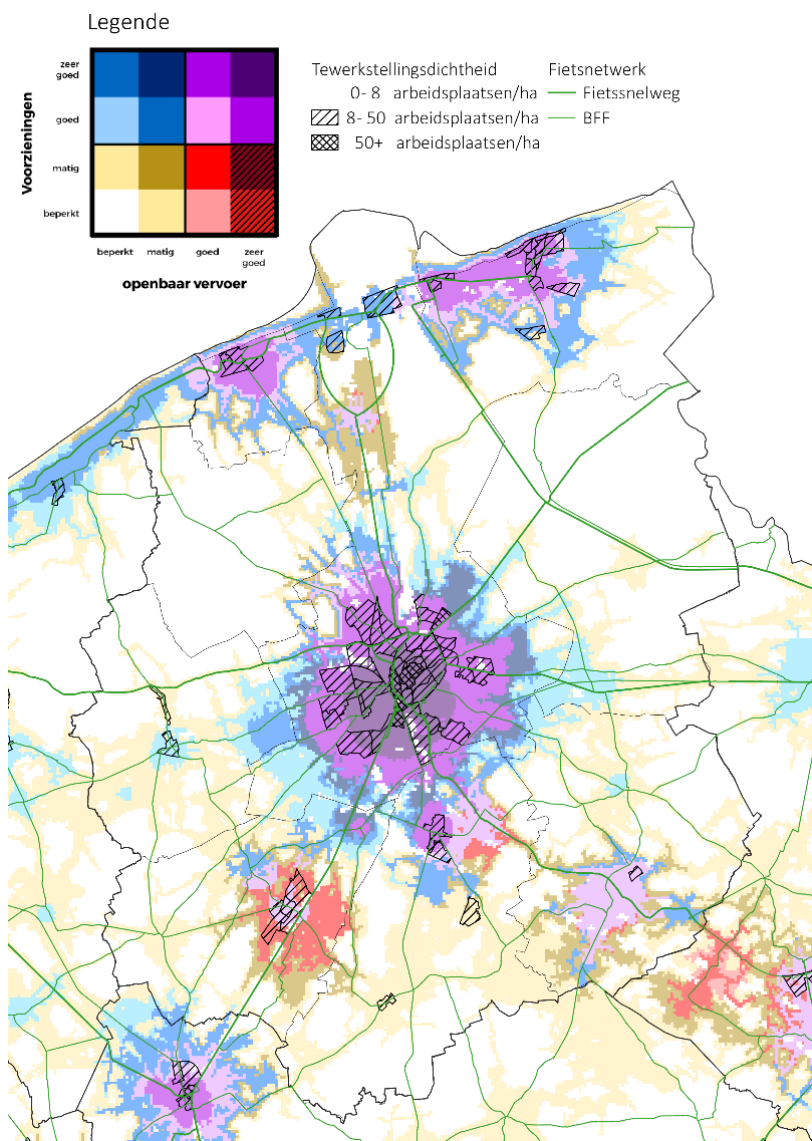 Legende
zeer
goed
goed
matig
beperkt
Voorzieningen
beperkt matig goed zeer
goed
openbaar vervoer
Tewerkstellingsdichtheid
0- 8 arbeidsplaatsen/ha
8- 50 arbeidsplaatsen/ha
50+ arbeidsplaatsen/ha
Fietsnetwerk
Fietssnelweg
BFF